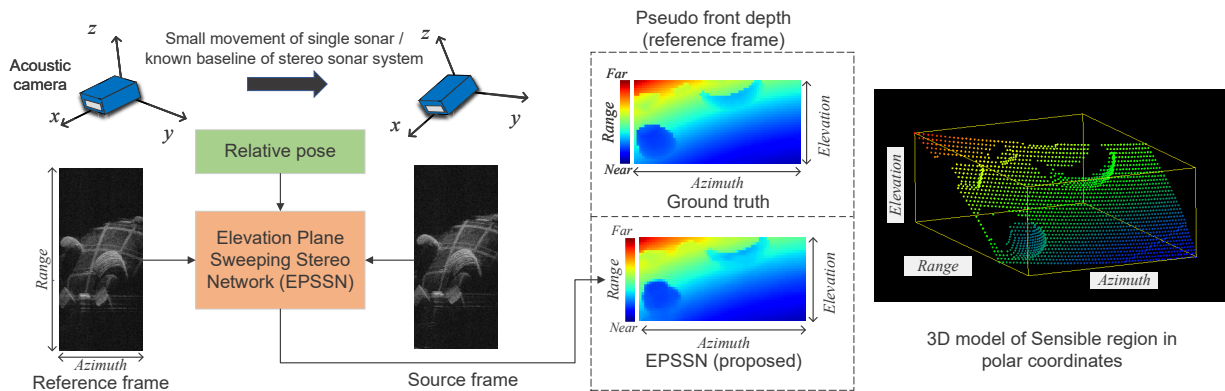 Acoustic
camera
z
x
y
Small movement of single sonar /
known baseline of stereo sonar system
z
x
y
Relative pose
Range
Azimuth
Reference frame
Elevation Plane
Sweeping Stereo
Network (EPSSN)
Source frame
Pseudo front depth
(reference frame)
Far
Range
Near
Azimuth
Elevation
Ground truth
Far
Range
Near
Azimuth
Elevation
EPSSN (proposed)
Elevation
Range
Azimuth
3D model of Sensible region in
polar coordinates